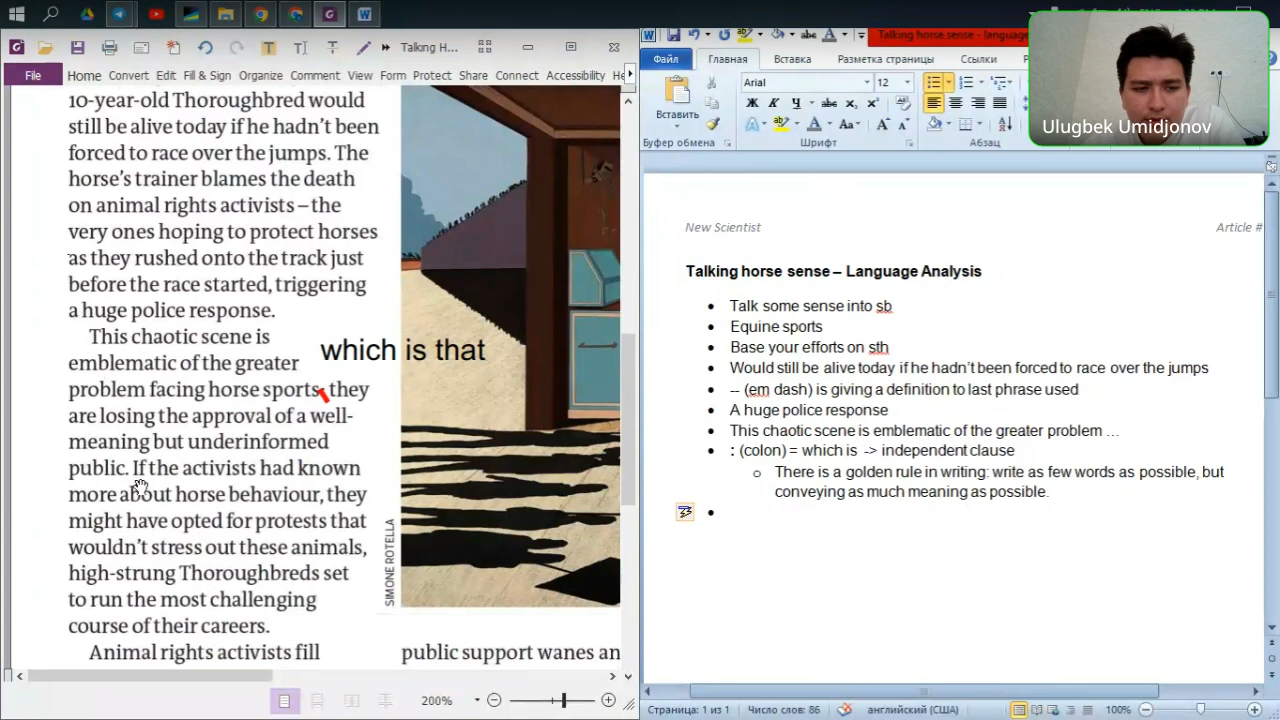 Talking H...
Talking horse sense - language
File
Home Convert Edit Fill & Sign Organize Comment View Form Protect Share Connect Accessibility
10-year-old Thoroughbred would
still be alive today if he hadn't been
forced to race over the jumps. The
horse's trainer blames the death
on animal rights activists – the
very ones hoping to protect horses
as they rushed onto the track just
before the race started, triggering
a huge police response.
This chaotic scene is
emblematic of the greater
problem facing horse sports: they
are losing the approval of a well-
meaning but underinformed
public. If the activists had known
more about horse behaviour, they
might have opted for protests that
wouldn't stress out these animals,
high-strung Thoroughbreds set
to run the most challenging
course of their careers.
Animal rights activists fill
which is that
SIMONE ROTELLA
public support wanes an
200%
Файл Главная Вставка Разметка страницы Ссылки
Arial 12
Вставить
Буфер обмена Шрифт Абзац
Ulugbek Umidjonov
New Scientist Article #
Talking horse sense – Language Analysis
• Talk some sense into sb
• Equine sports
• Base your efforts on sth
• Would still be alive today if he hadn't been forced to race over the jumps
• -- (em dash) is giving a definition to last phrase used
• A huge police response
• This chaotic scene is emblematic of the greater problem …
• : (colon) = which is -> independent clause
o There is a golden rule in writing: write as few words as possible, but
conveying as much meaning as possible.
•
Страница: 1 из 1 Число слов: 86 английский (США) 100%